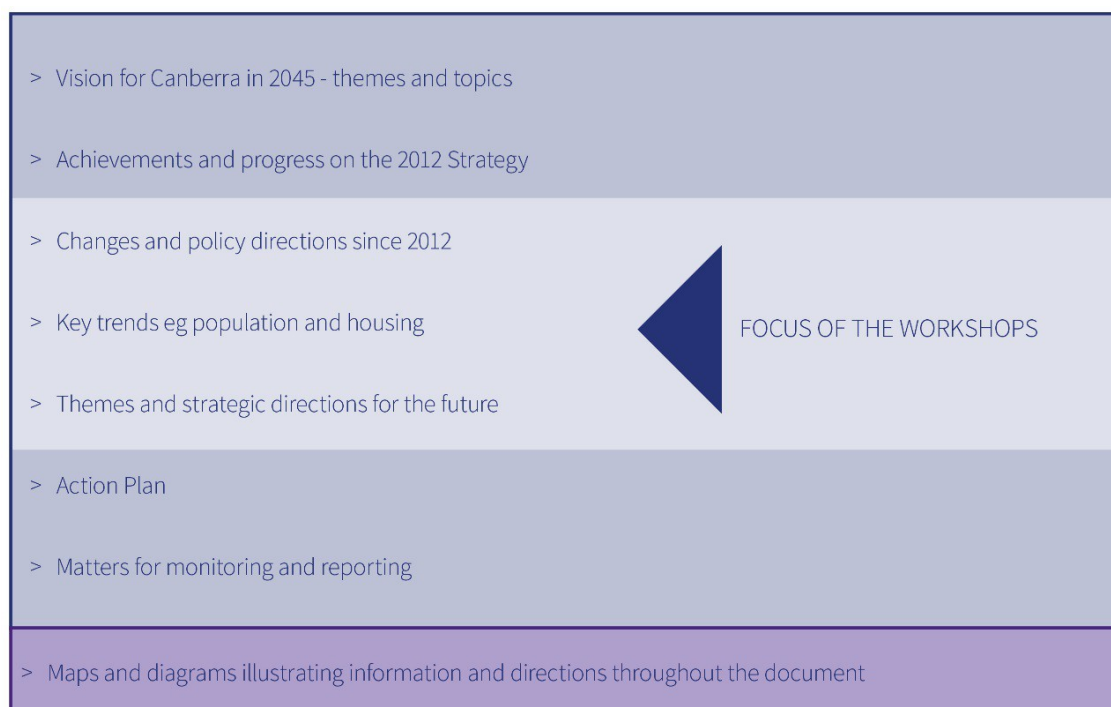 > Vision for Canberra in 2045 - themes and topics
> Achievements and progress on the 2012 Strategy
> Changes and policy directions since 2012
> Key trends eg population and housing
FOCUS OF THE WORKSHOPS
> Themes and strategic directions for the future
> Action Plan
> Matters for monitoring and reporting
> Maps and diagrams illustrating information and directions throughout the document